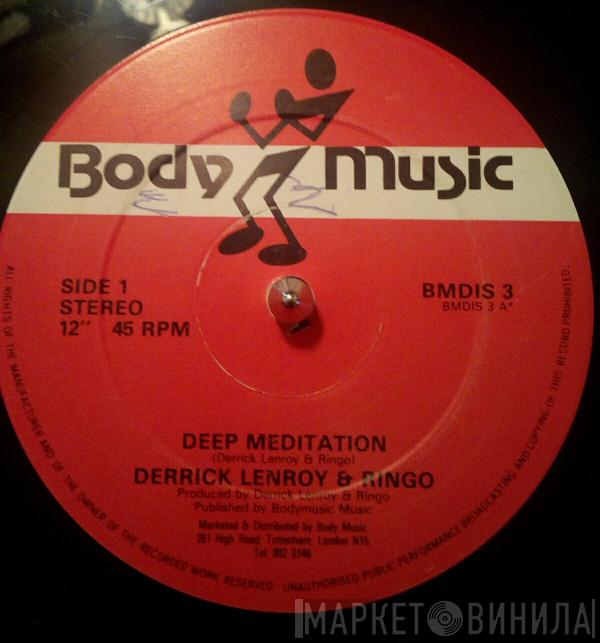 Body Music
SIDE 1
STEREO
12" 45 RPM
BMDIS 3
BMDIS 3 A*
DEEP MEDITATION
(Derrick Lenroy & Ringo)
DERRICK LENROY & RINGO
Produced by Derrick Lenroy & Ringo
Published by Bodymusic Music
Marketed & Distributed by Body Music
261 High Road, Tottenham, London N15
Tel: 802 0146
ALL RIGHTS OF THE MANUFACTURER AND OF THE OWNER OF THE RECORDED WORK RESERVED · UNAUTHORISED PUBLIC PERFORMANCE BROADCASTING AND COPYING OF THIS RECORD PROHIBITED.
МАРКЕТ ВИНИЛА